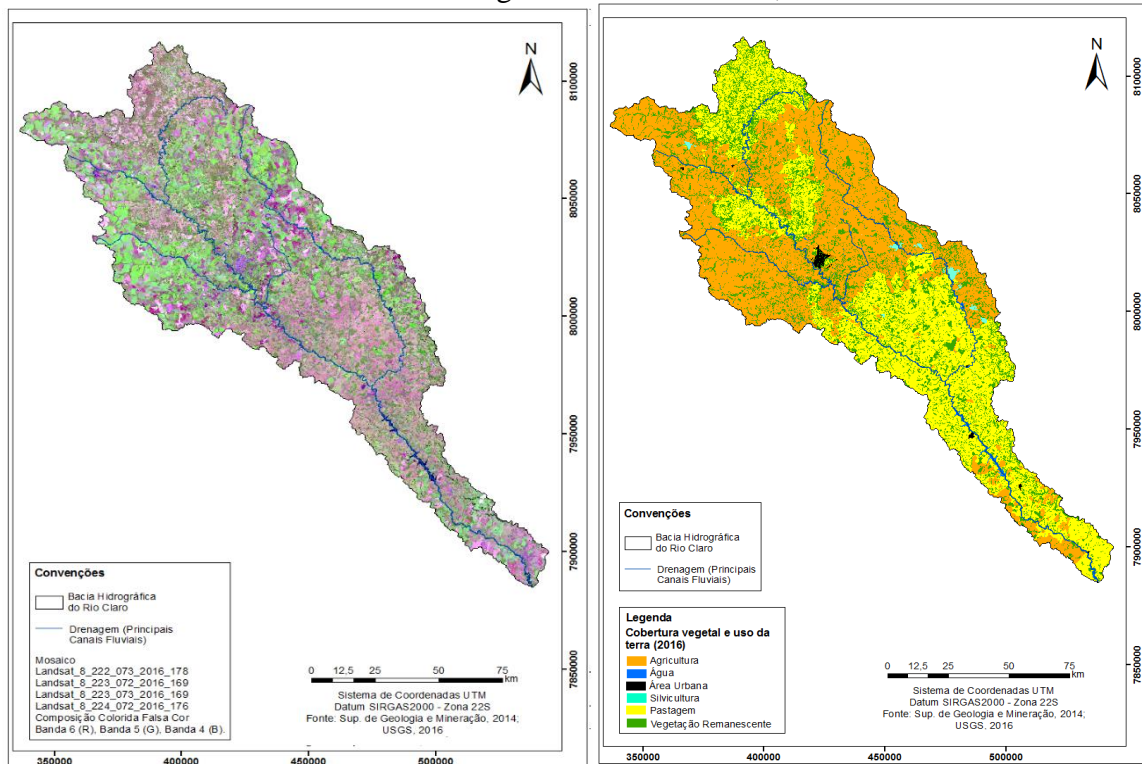 N
8100000
8050000
8000000
7950000
7900000
7850000
Convenções
Bacia Hidrográfica
do Rio Claro
Drenagem (Principais
Canais Fluviais)
Mosaico
Landsat_8_222_073_2016_178
Landsat_8_223_072_2016_169
Landsat_8_223_073_2016_169
Landsat_8_224_072_2016_176
Composição Colorida Falsa Cor
Banda 6 (R), Banda 5 (G), Banda 4 (B).
0 12,5 25 50 75
km
Sistema de Coordenadas UTM
Datum SIRGAS2000 - Zona 22S
Fonte: Sup. de Geologia e Mineração, 2014;
USGS, 2016
350000 400000 450000 500000
N
8100000
8050000
8000000
7950000
7900000
7850000
Convenções
Bacia Hidrográfica
do Rio Claro
Drenagem (Principais
Canais Fluviais)
Legenda
Cobertura vegetal e uso da
terra (2016)
Agricultura
Água
Área Urbana
Silvicultura
Pastagem
Vegetação Remanescente
0 12,5 25 50 75
km
Sistema de Coordenadas UTM
Datum SIRGAS2000 - Zona 22S
Fonte: Sup. de Geologia e Mineração, 2014;
USGS, 2016
350000 400000 450000 500000